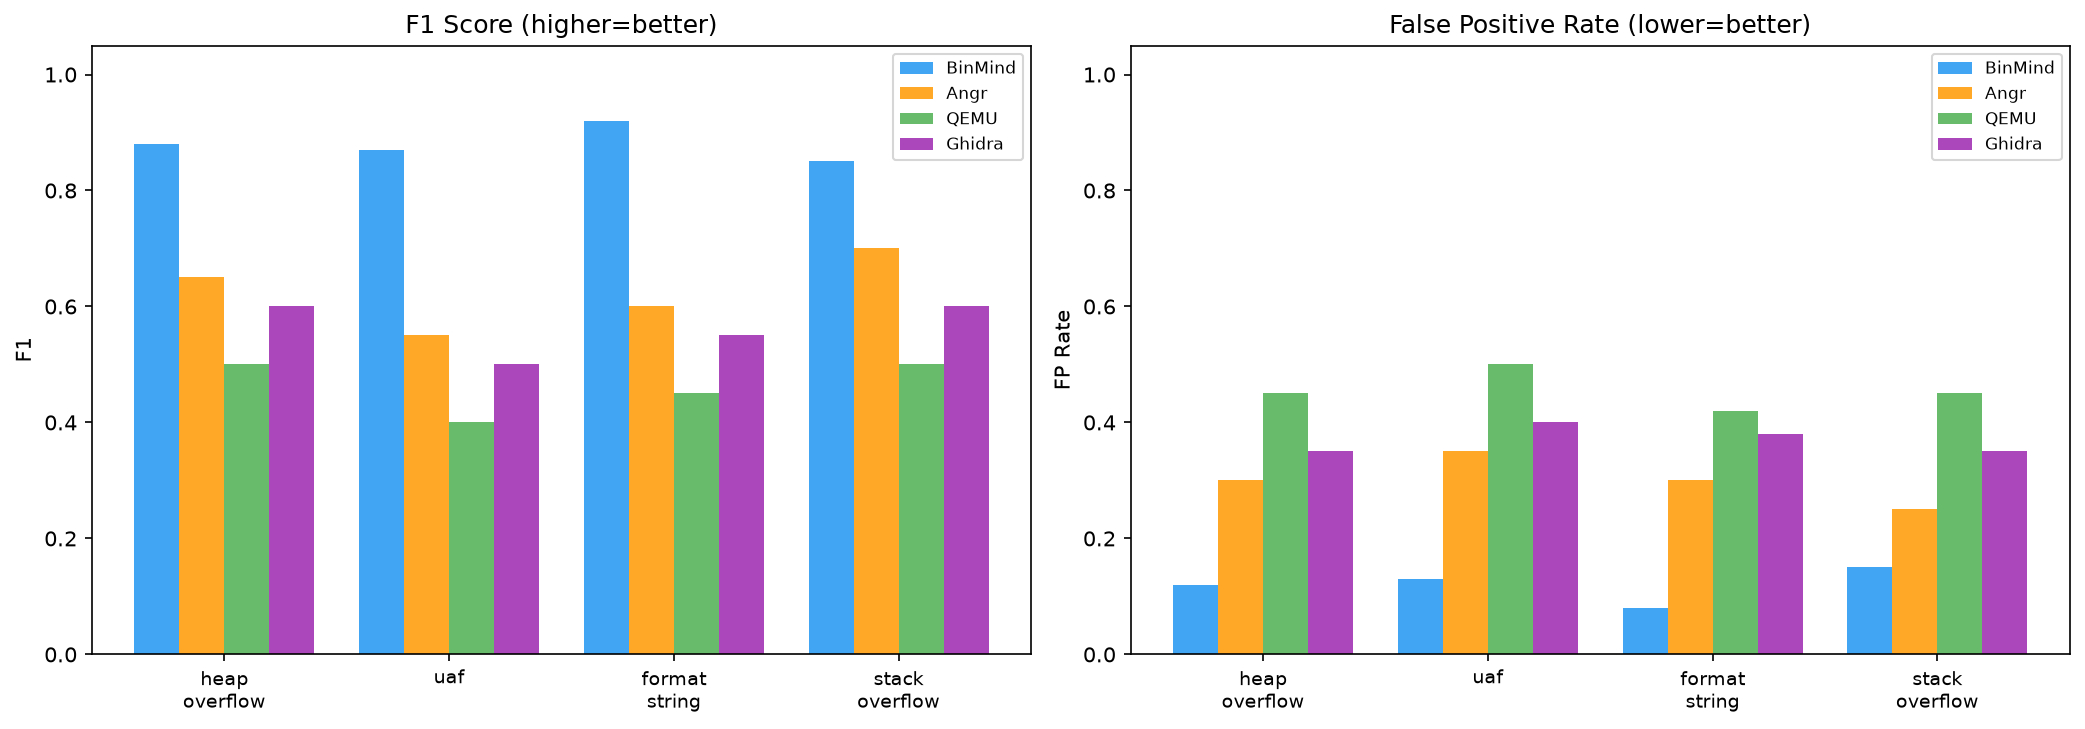 F1 Score (higher=better)
F1
1.0
0.8
0.6
0.4
0.2
0.0
BinMind
Angr
QEMU
Ghidra
heap
overflow
uaf
format
string
stack
overflow
False Positive Rate (lower=better)
FP Rate
1.0
0.8
0.6
0.4
0.2
0.0
BinMind
Angr
QEMU
Ghidra
heap
overflow
uaf
format
string
stack
overflow